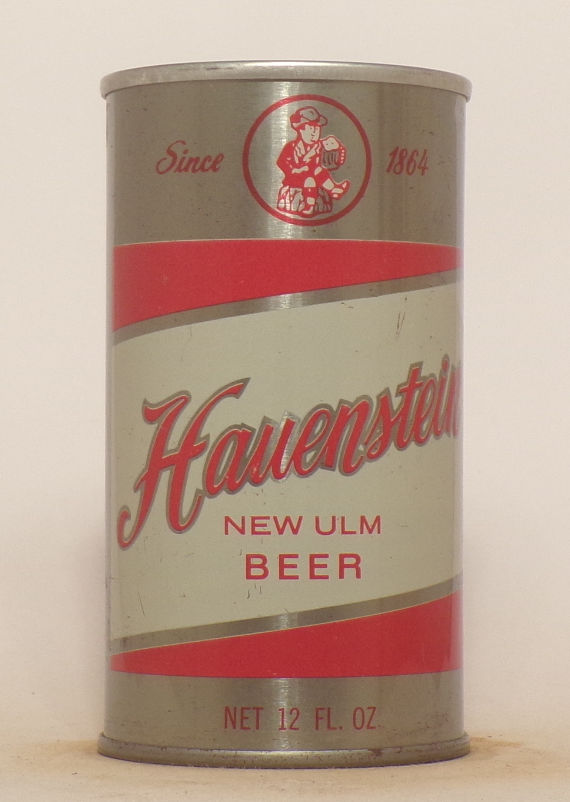 Since 1864
Hauenstein
NEW ULM
BEER
NET 12 FL. OZ.